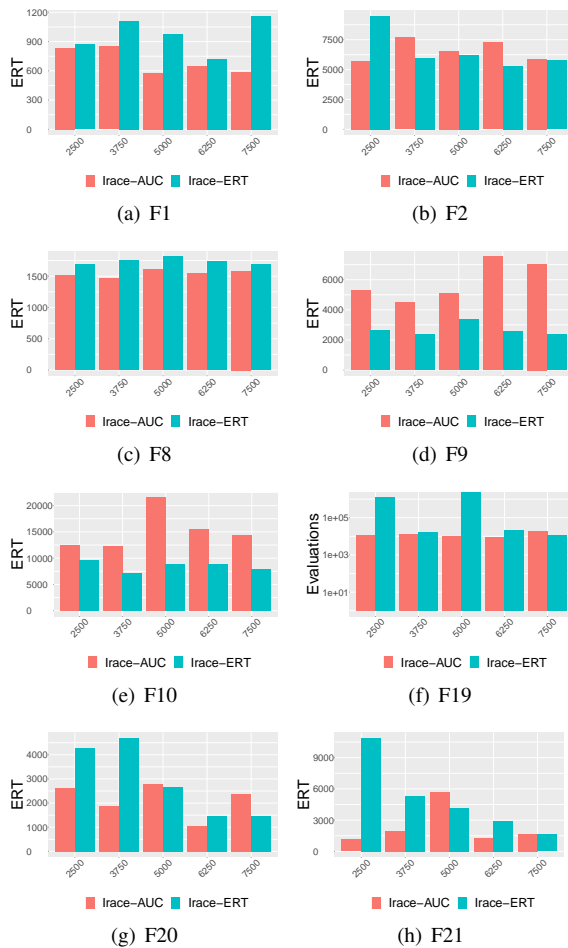 1200
900
600
300
0
ERT
2500 3750 5000 6250 7500
Irace−AUC Irace−ERT
(a) F1
7500
5000
2500
0
ERT
2500 3750 5000 6250 7500
Irace−AUC Irace−ERT
(b) F2
1500
1000
500
0
ERT
2500 3750 5000 6250 7500
Irace−AUC Irace−ERT
(c) F8
6000
4000
2000
0
ERT
2500 3750 5000 6250 7500
Irace−AUC Irace−ERT
(d) F9
20000
15000
10000
5000
0
ERT
2500 3750 5000 6250 7500
Irace−AUC Irace−ERT
(e) F10
1e+05
1e+03
1e+01
Evaluations
2500 3750 5000 6250 7500
Irace−AUC Irace−ERT
(f) F19
4000
3000
2000
1000
0
ERT
2500 3750 5000 6250 7500
Irace−AUC Irace−ERT
(g) F20
9000
6000
3000
0
ERT
2500 3750 5000 6250 7500
Irace−AUC Irace−ERT
(h) F21